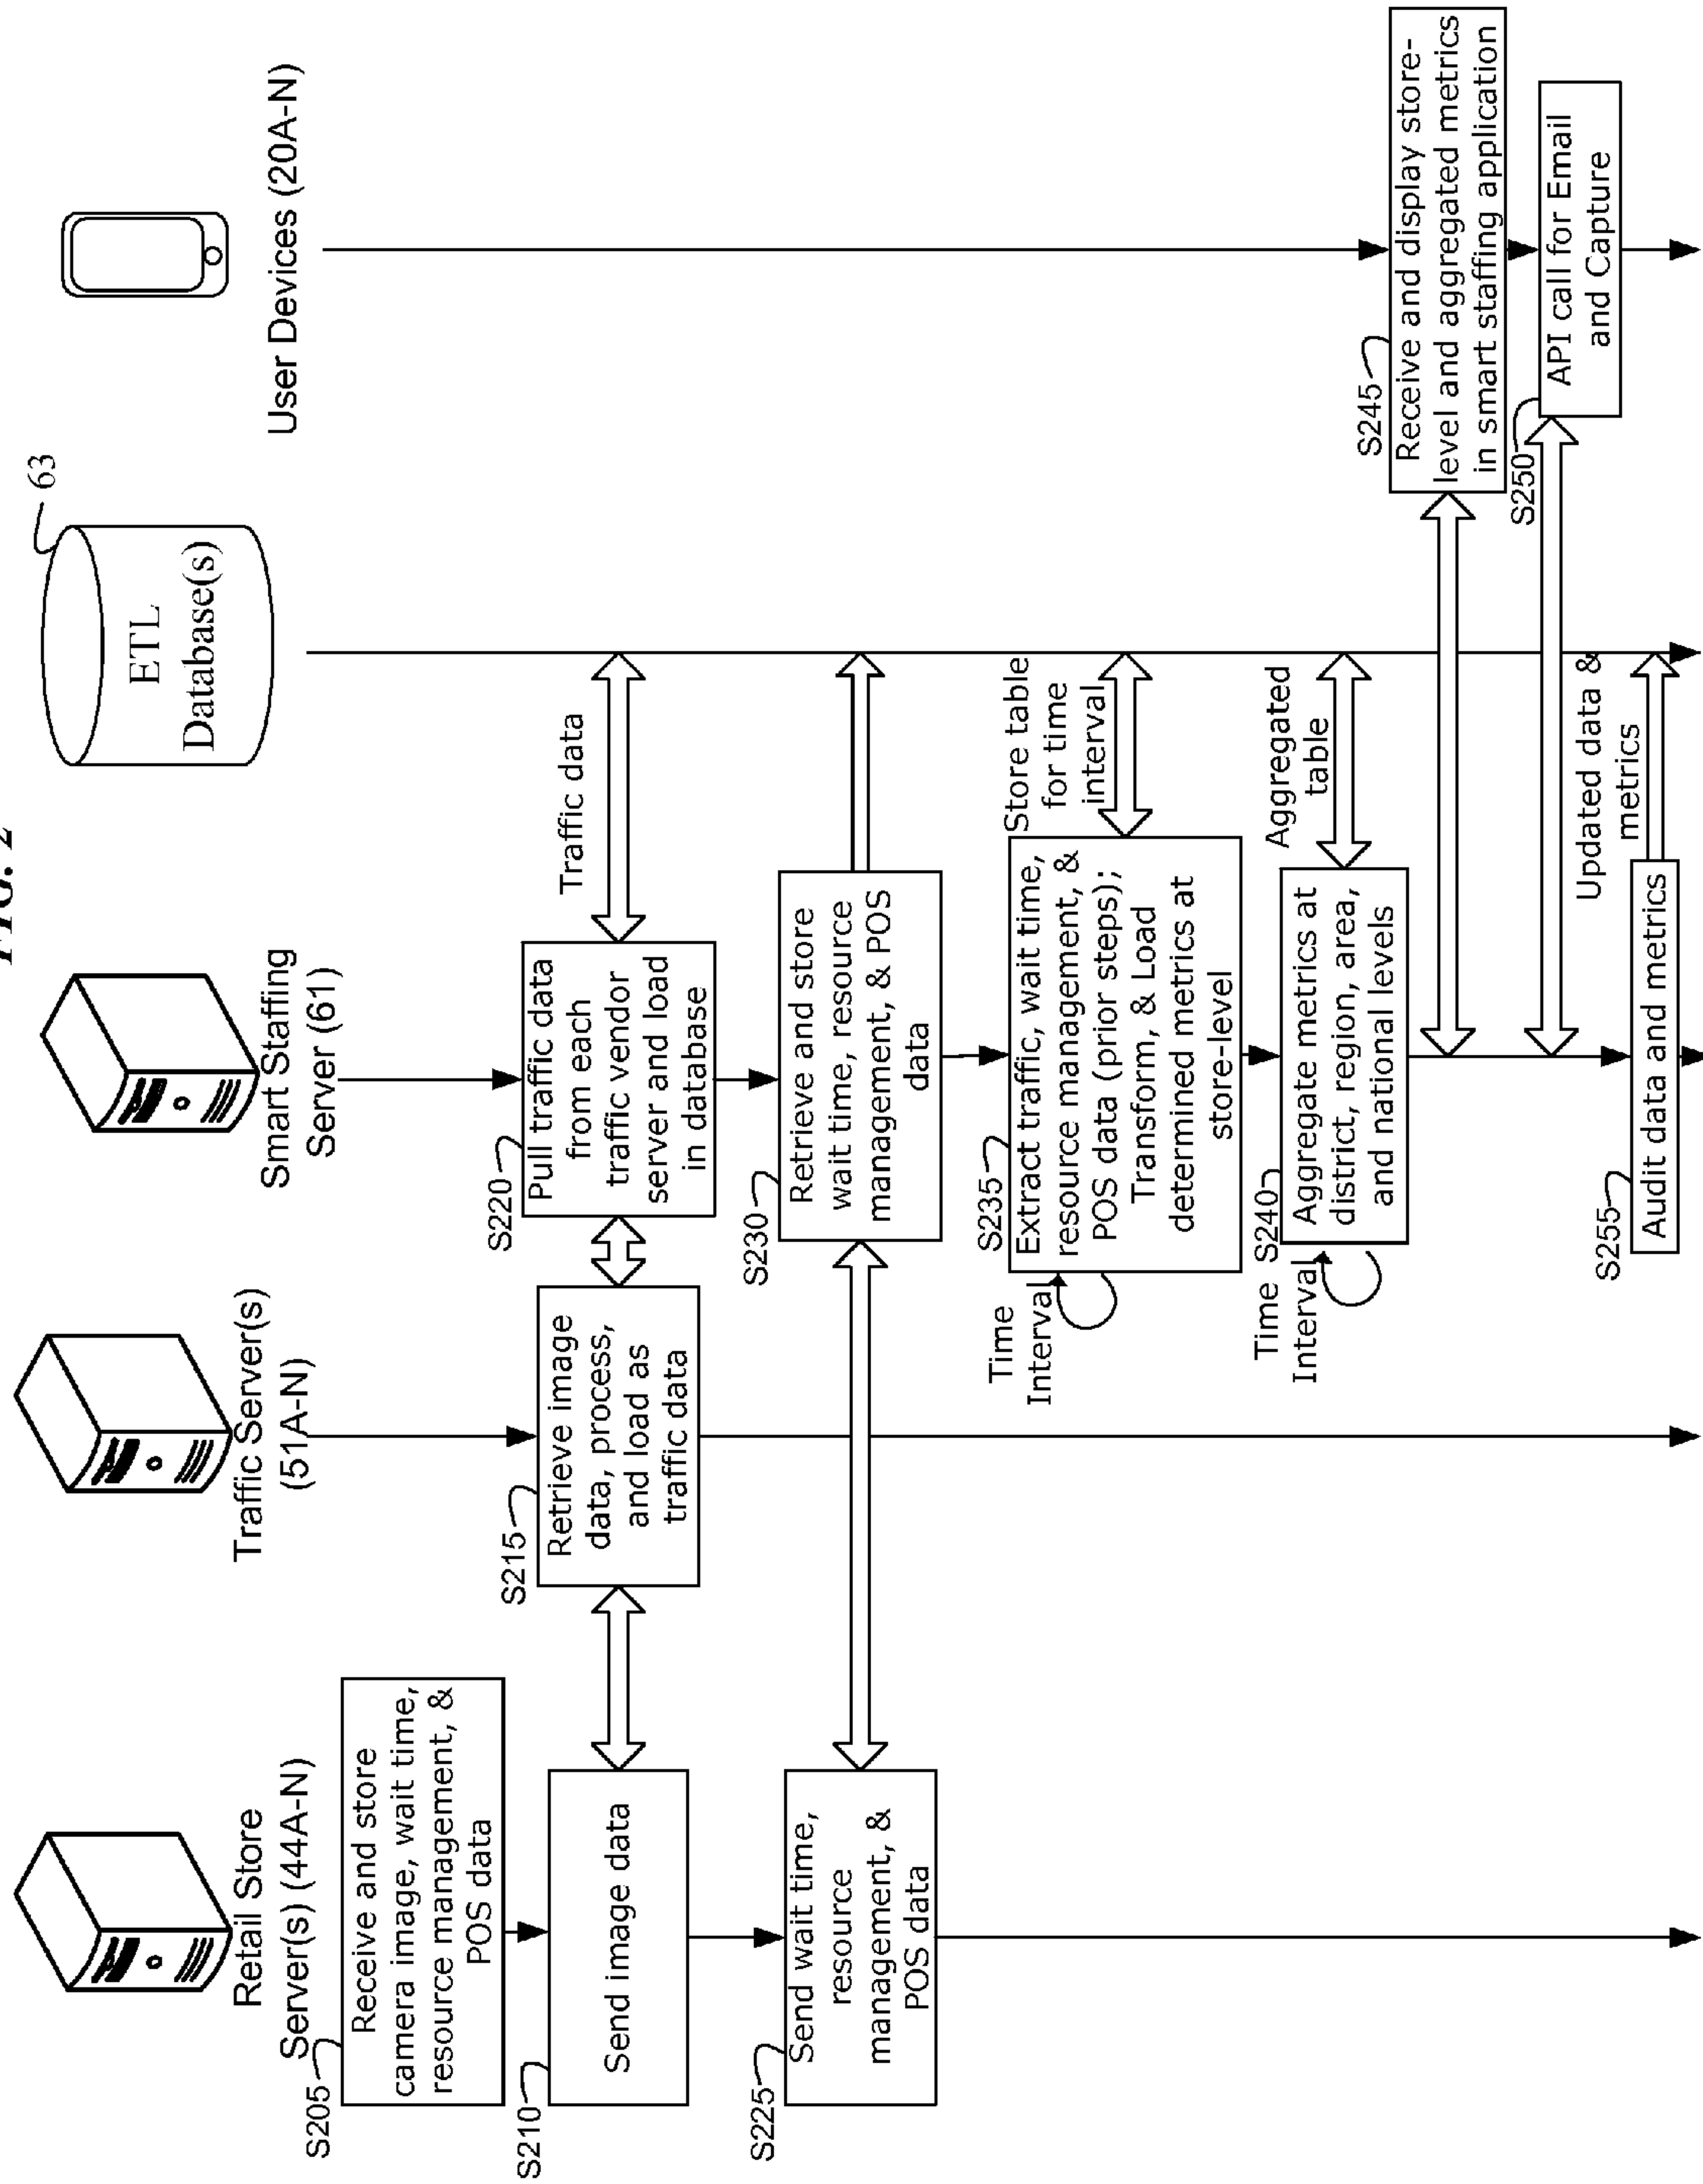 FIG. 2
Retail Store
Server(s) (44A-N)
Traffic Server(s)
(51A-N)
Smart Staffing
Server (61)
ETL
Database(s)
63
User Devices (20A-N)
S205
Receive and store
camera image, wait time,
resource management, &
POS data
S210
Send image data
S215
Retrieve image
data, process,
and load as
traffic data
S220
Pull traffic data
from each
traffic vendor
server and load
in database
Traffic data
S225
Send wait time,
resource
management, &
POS data
S230
Retrieve and store
wait time, resource
management, & POS
data
S235
Extract traffic, wait time,
resource management, &
POS data (prior steps);
Transform, & Load
determined metrics at
store-level
Time
Interval
Store table
for time
interval
S240
Aggregate metrics at
district, region, area,
and national levels
Time
Interval
Aggregated
table
S245
Receive and display store-
level and aggregated metrics
in smart staffing application
S250
API call for Email
and Capture
S255
Audit data and metrics
Updated data &
metrics